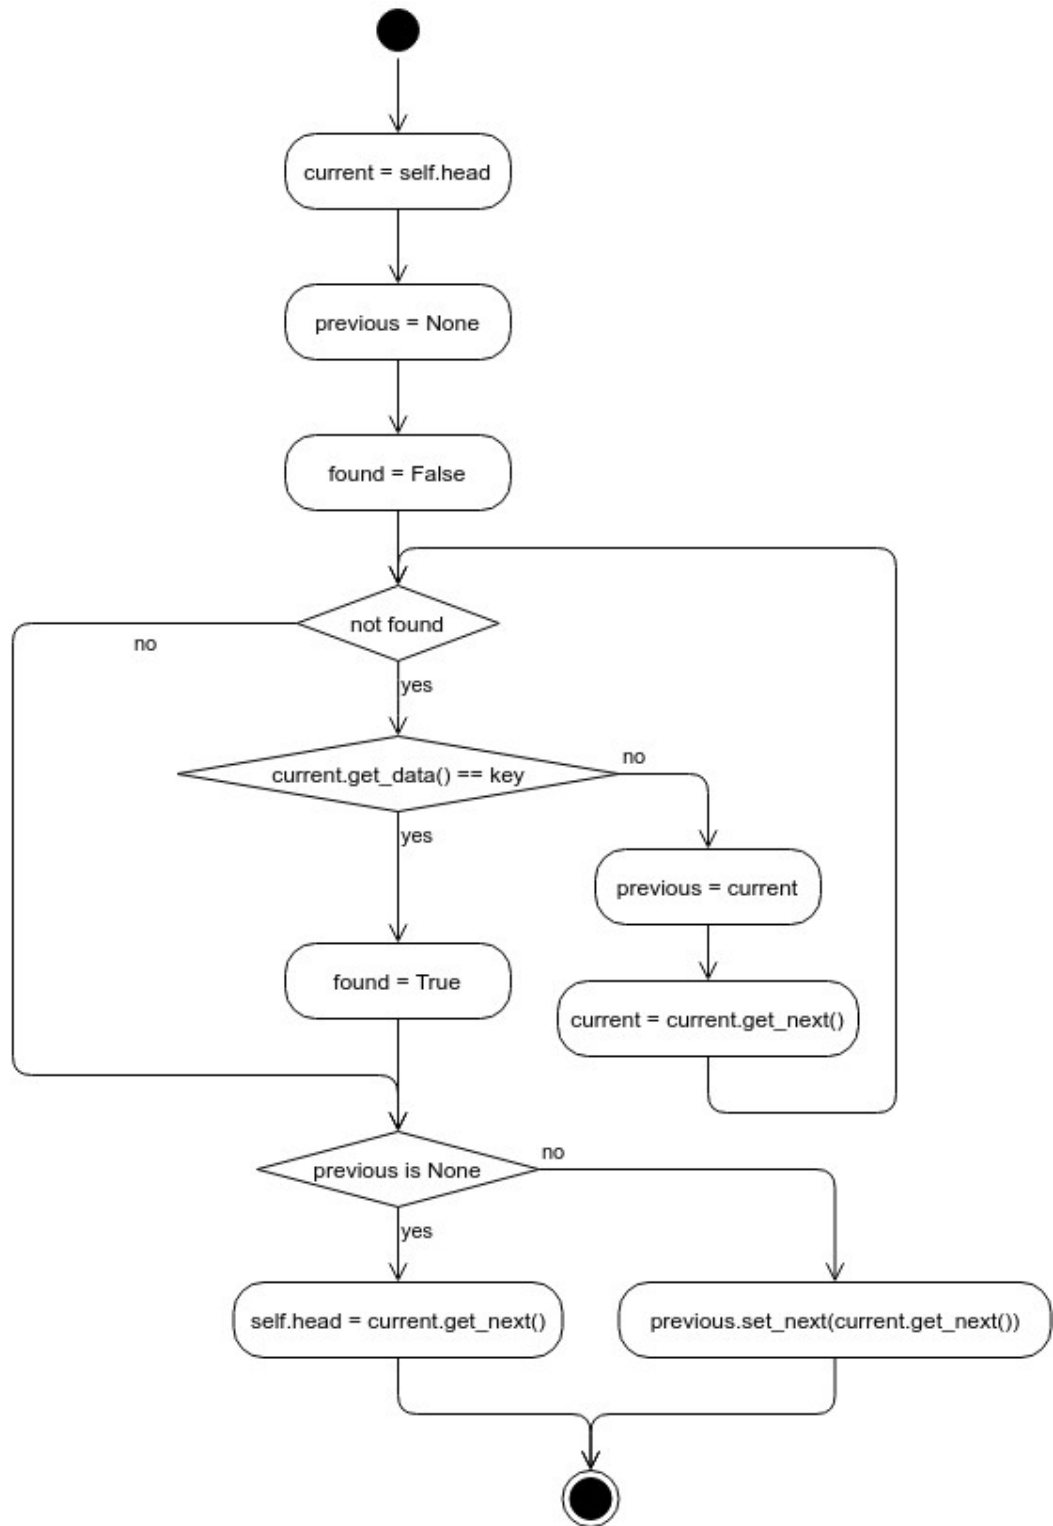 current = self.head
previous = None
found = False
not found
no
yes
current.get_data() == key
no
yes
previous = current
found = True
current = current.get_next()
previous is None
no
yes
self.head = current.get_next()
previous.set_next(current.get_next())